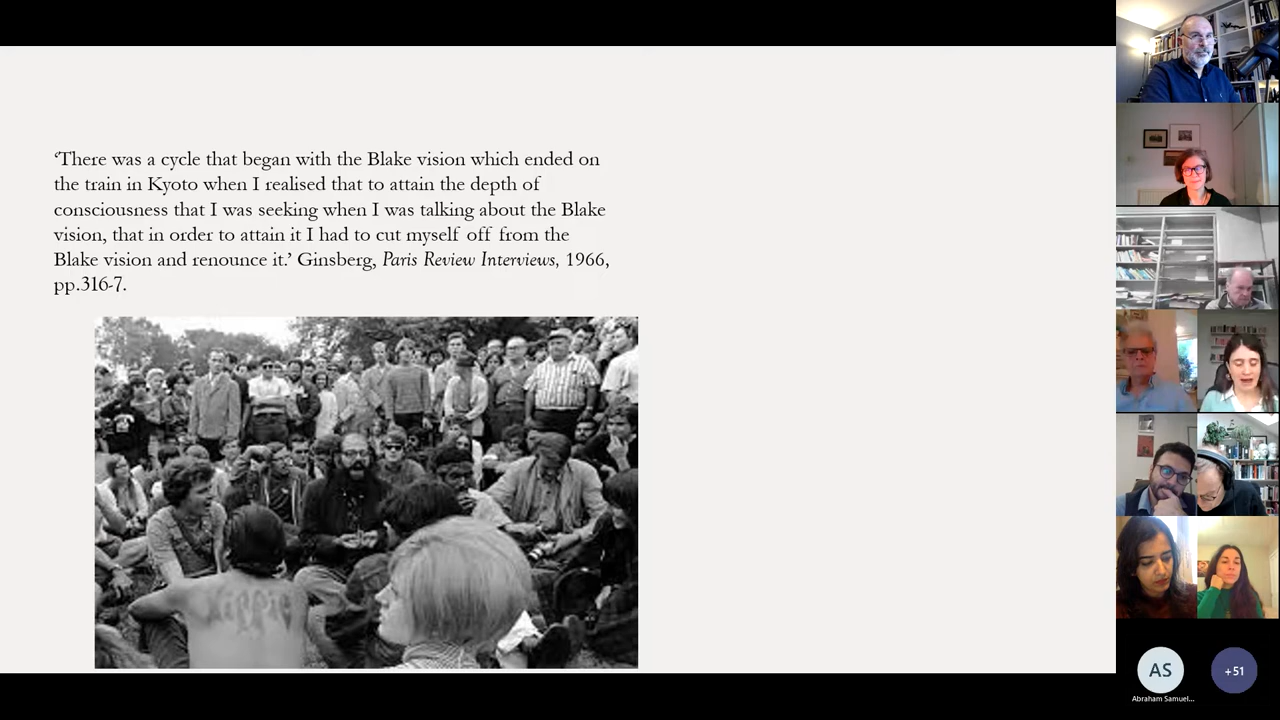 ‘There was a cycle that began with the Blake vision which ended on
the train in Kyoto when I realised that to attain the depth of
consciousness that I was seeking when I was talking about the Blake
vision, that in order to attain it I had to cut myself off from the
Blake vision and renounce it.’ Ginsberg, Paris Review Interviews, 1966,
pp.316-7.
yippie
AS
+51
Abraham Samuel...